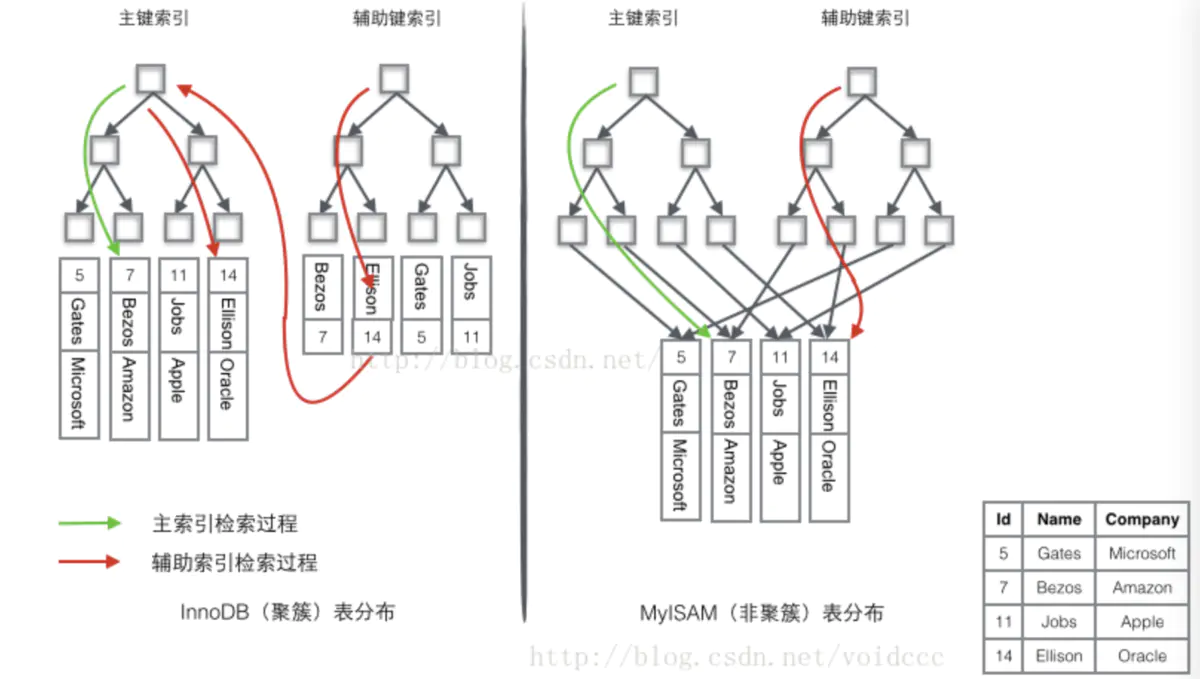 主键索引
辅助键索引
主键索引
辅助键索引
5
Gates
Microsoft
7
Bezos
Amazon
11
Jobs
Apple
14
Ellison
Oracle
Bezos
7
Ellison
14
Gates
5
Jobs
11
http://blog.csdn.net/
5
Gates
Microsoft
7
Bezos
Amazon
11
Jobs
Apple
14
Ellison
Oracle
主索引检索过程
辅助索引检索过程
InnoDB（聚簇）表分布
MyISAM（非聚簇）表分布
http://blog.csdn.net/voidccc
Id Name Company
5 Gates Microsoft
7 Bezos Amazon
11 Jobs Apple
14 Ellison Oracle